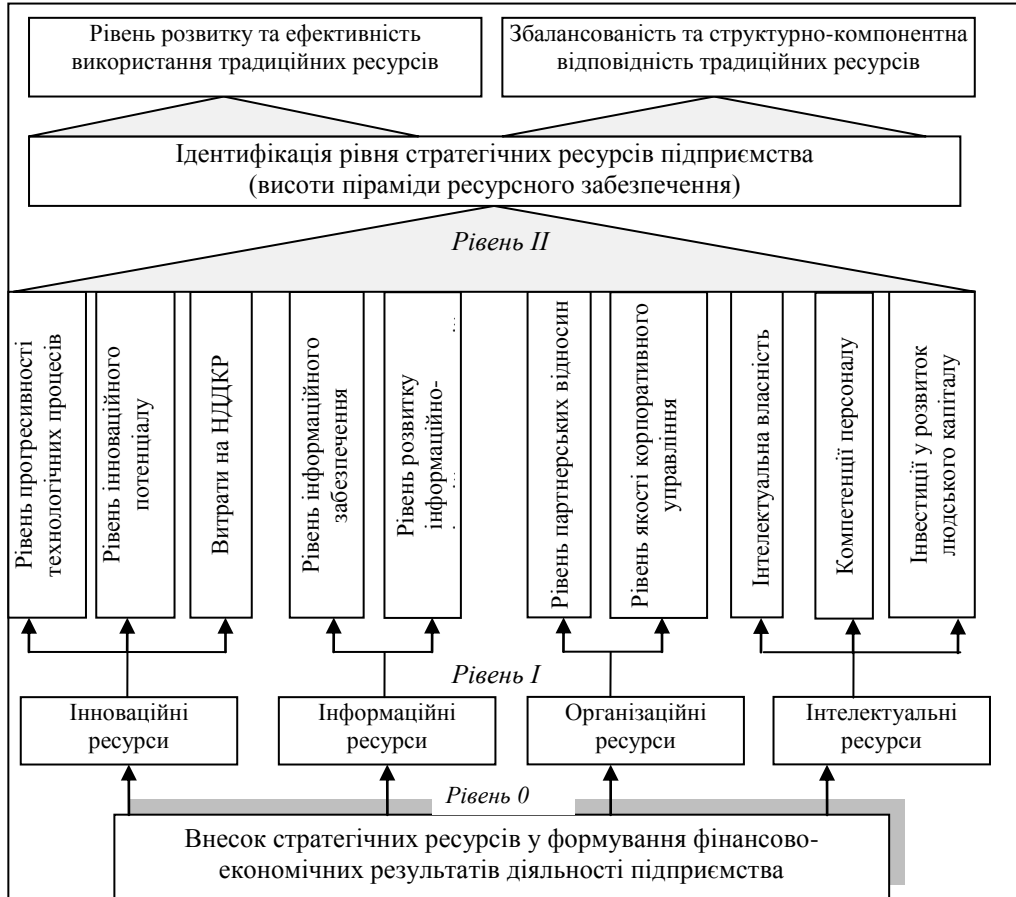 Рівень розвитку та ефективність
використання традиційних ресурсів
Збалансованість та структурно-компонентна
відповідність традиційних ресурсів
Ідентифікація рівня стратегічних ресурсів підприємства
(висоти піраміди ресурсного забезпечення)
Рівень II
Рівень прогресивності
технологічних процесів
Рівень інноваційного
потенціалу
Витрати на НДДКР
Рівень інформаційного
забезпечення
Рівень розвитку
інформаційно-
Рівень партнерських відносин
Рівень якості корпоративного
управління
Інтелектуальна власність
Компетенції персоналу
Інвестиції у розвиток
людського капіталу
Рівень I
Інноваційні
ресурси
Інформаційні
ресурси
Організаційні
ресурси
Інтелектуальні
ресурси
Рівень 0
Внесок стратегічних ресурсів у формування фінансово-
економічних результатів діяльності підприємства